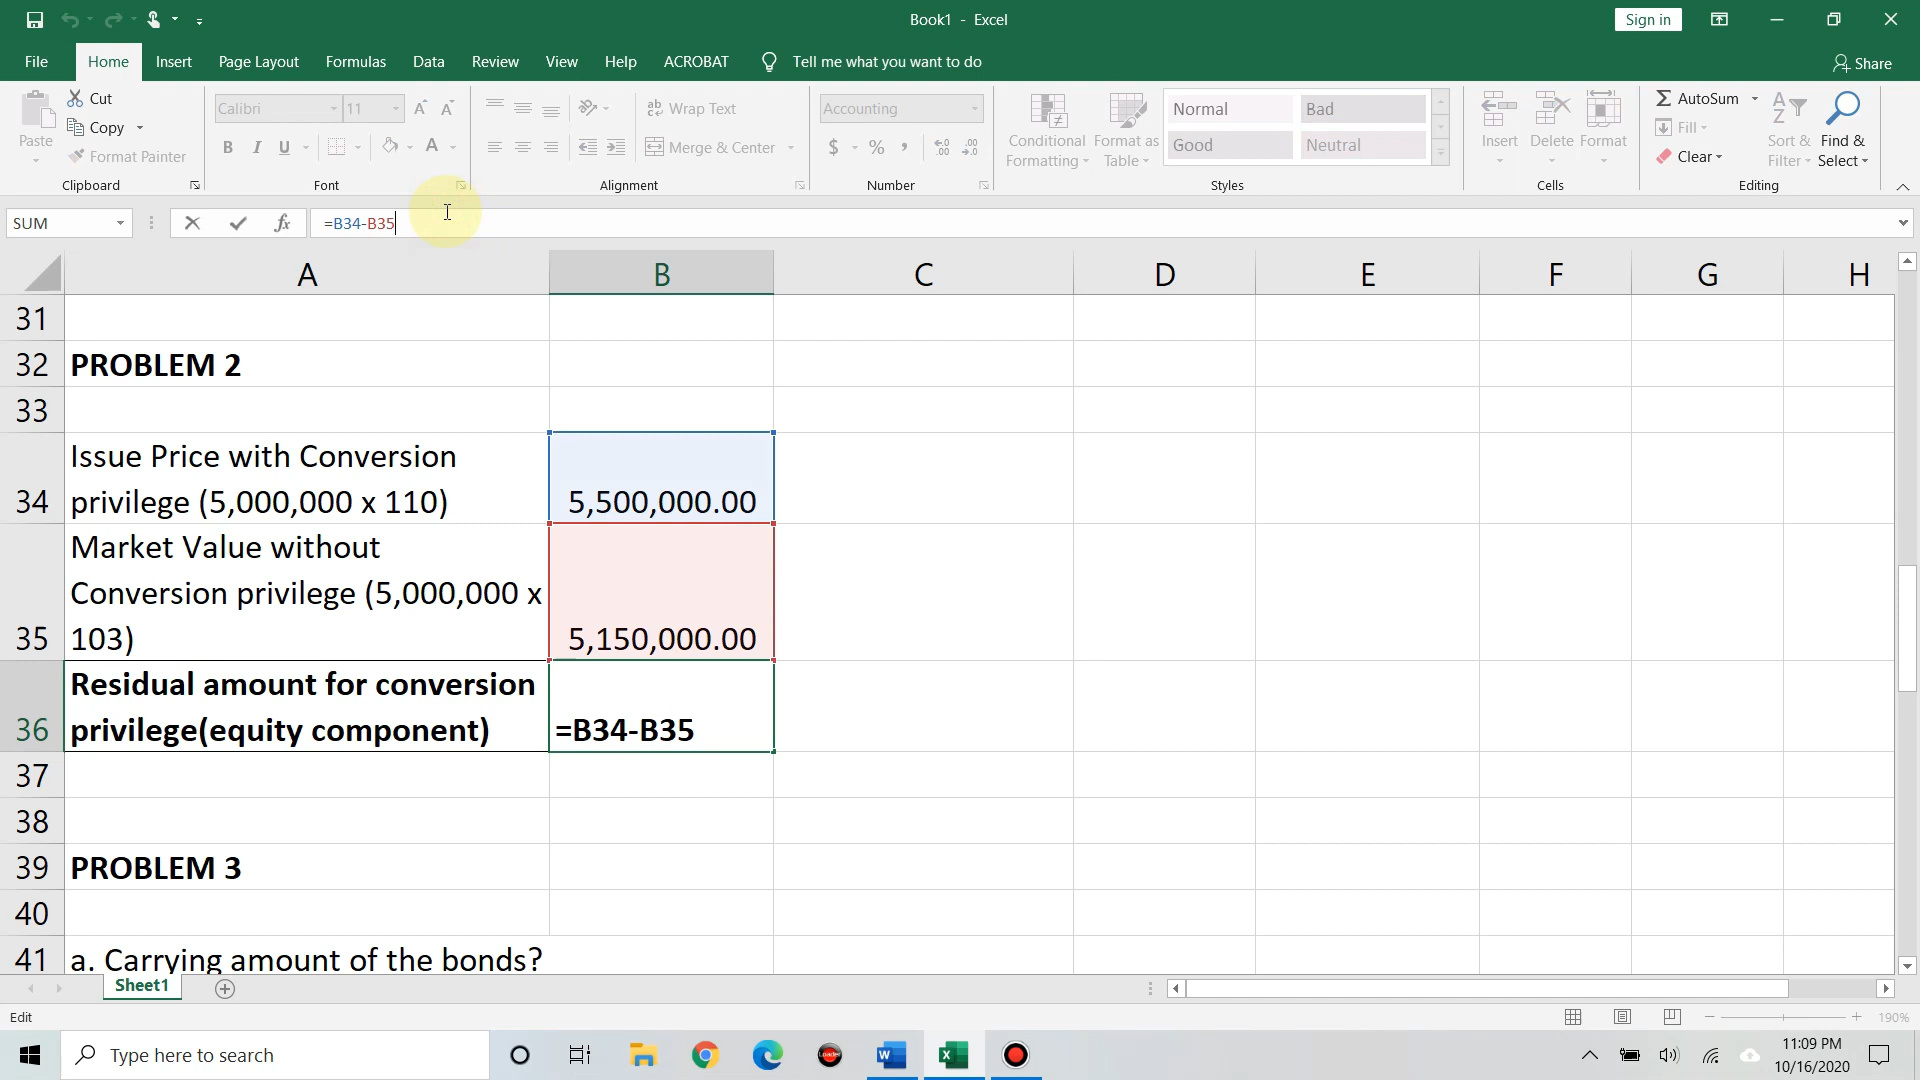 Book1 - Excel
Sign in
File Home Insert Page Layout Formulas Data Review View Help ACROBAT Tell me what you want to do Share
Paste
Cut
Copy
Format Painter
Clipboard
Calibri 11
B I U
Font
Wrap Text
Merge & Center
Alignment
Accounting
$ % ,
Number
Conditional Formatting
Format as Table
Normal Bad
Good Neutral
Styles
Insert Delete Format
Cells
AutoSum
Fill
Clear
Sort & Filter
Find & Select
Editing
SUM
fx
=B34-B35
A B C D E F G H
31
32 PROBLEM 2
33
Issue Price with Conversion
34 privilege (5,000,000 x 110) 5,500,000.00
Market Value without
Conversion privilege (5,000,000 x
35 103) 5,150,000.00
Residual amount for conversion
36 privilege(equity component) =B34-B35
37
38
39 PROBLEM 3
40
41 a. Carrying amount of the bonds?
Sheet1
Edit
190%
Type here to search
Loader
11:09 PM
10/16/2020